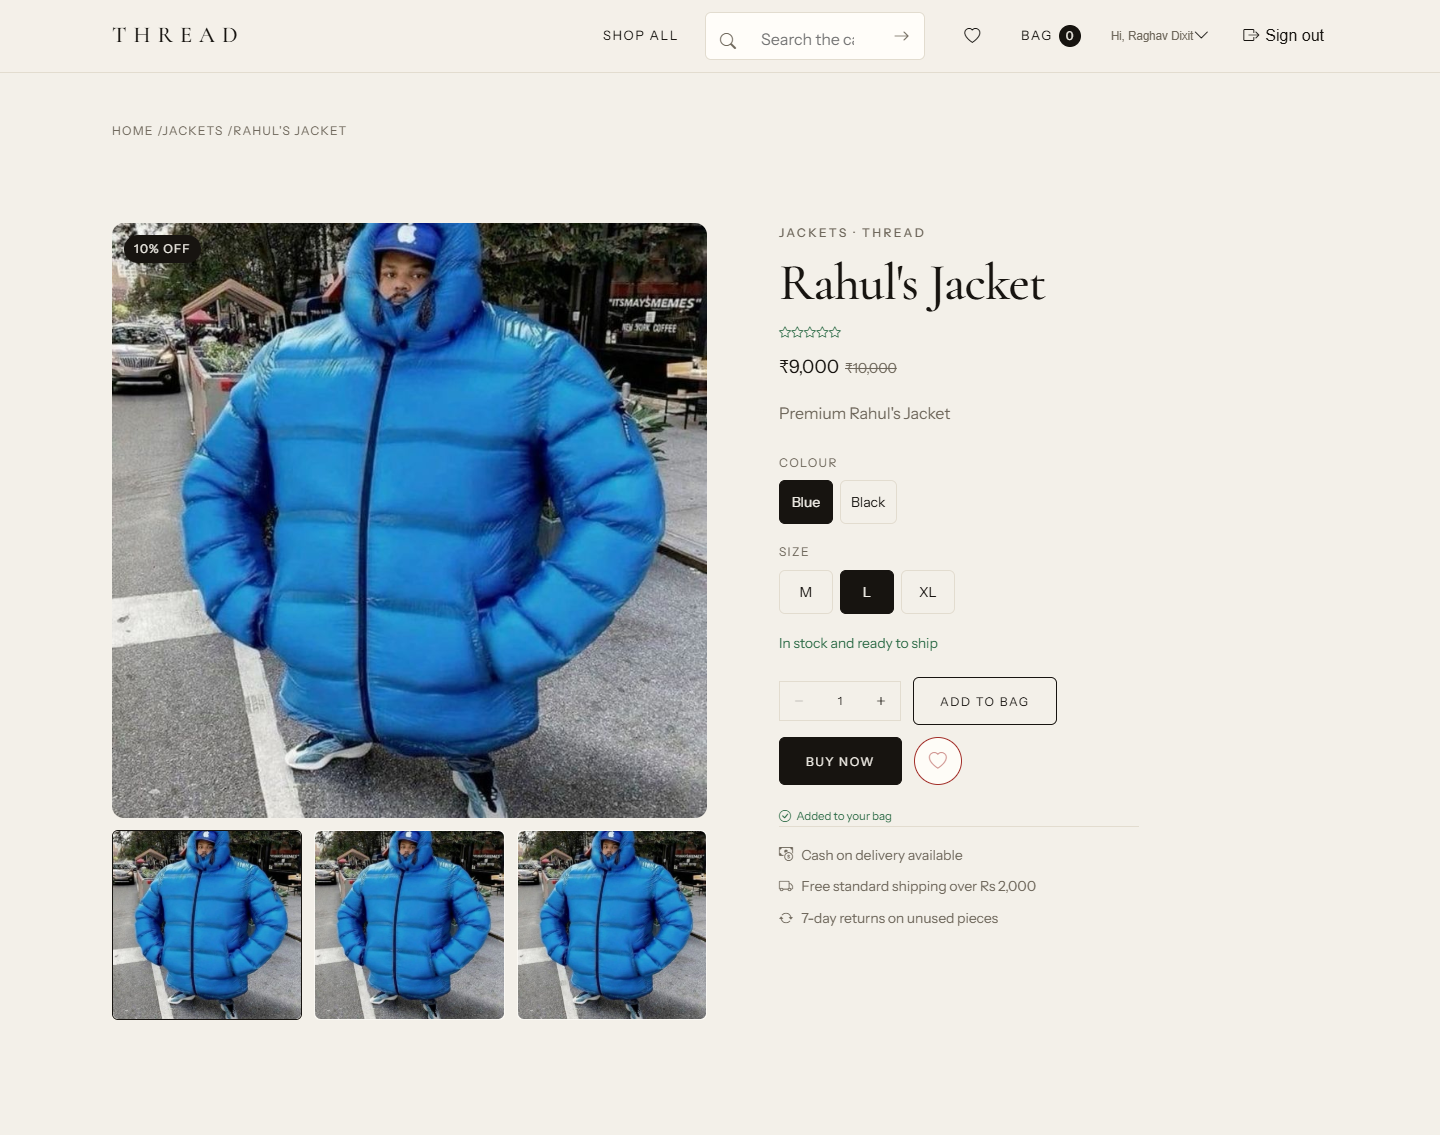 THREAD
SHOP ALL
Search the ca
BAG 0
Hi, Raghav Dixit
Sign out
HOME /JACKETS /RAHUL'S JACKET
10% OFF
"ITSMAYSMEMES"
NEW YORK COFFEE
JACKETS · THREAD
Rahul's Jacket
₹9,000 ₹10,000
Premium Rahul's Jacket
COLOUR
Blue Black
SIZE
M L XL
In stock and ready to ship
− 1 + ADD TO BAG
BUY NOW
Added to your bag
Cash on delivery available
Free standard shipping over Rs 2,000
7-day returns on unused pieces